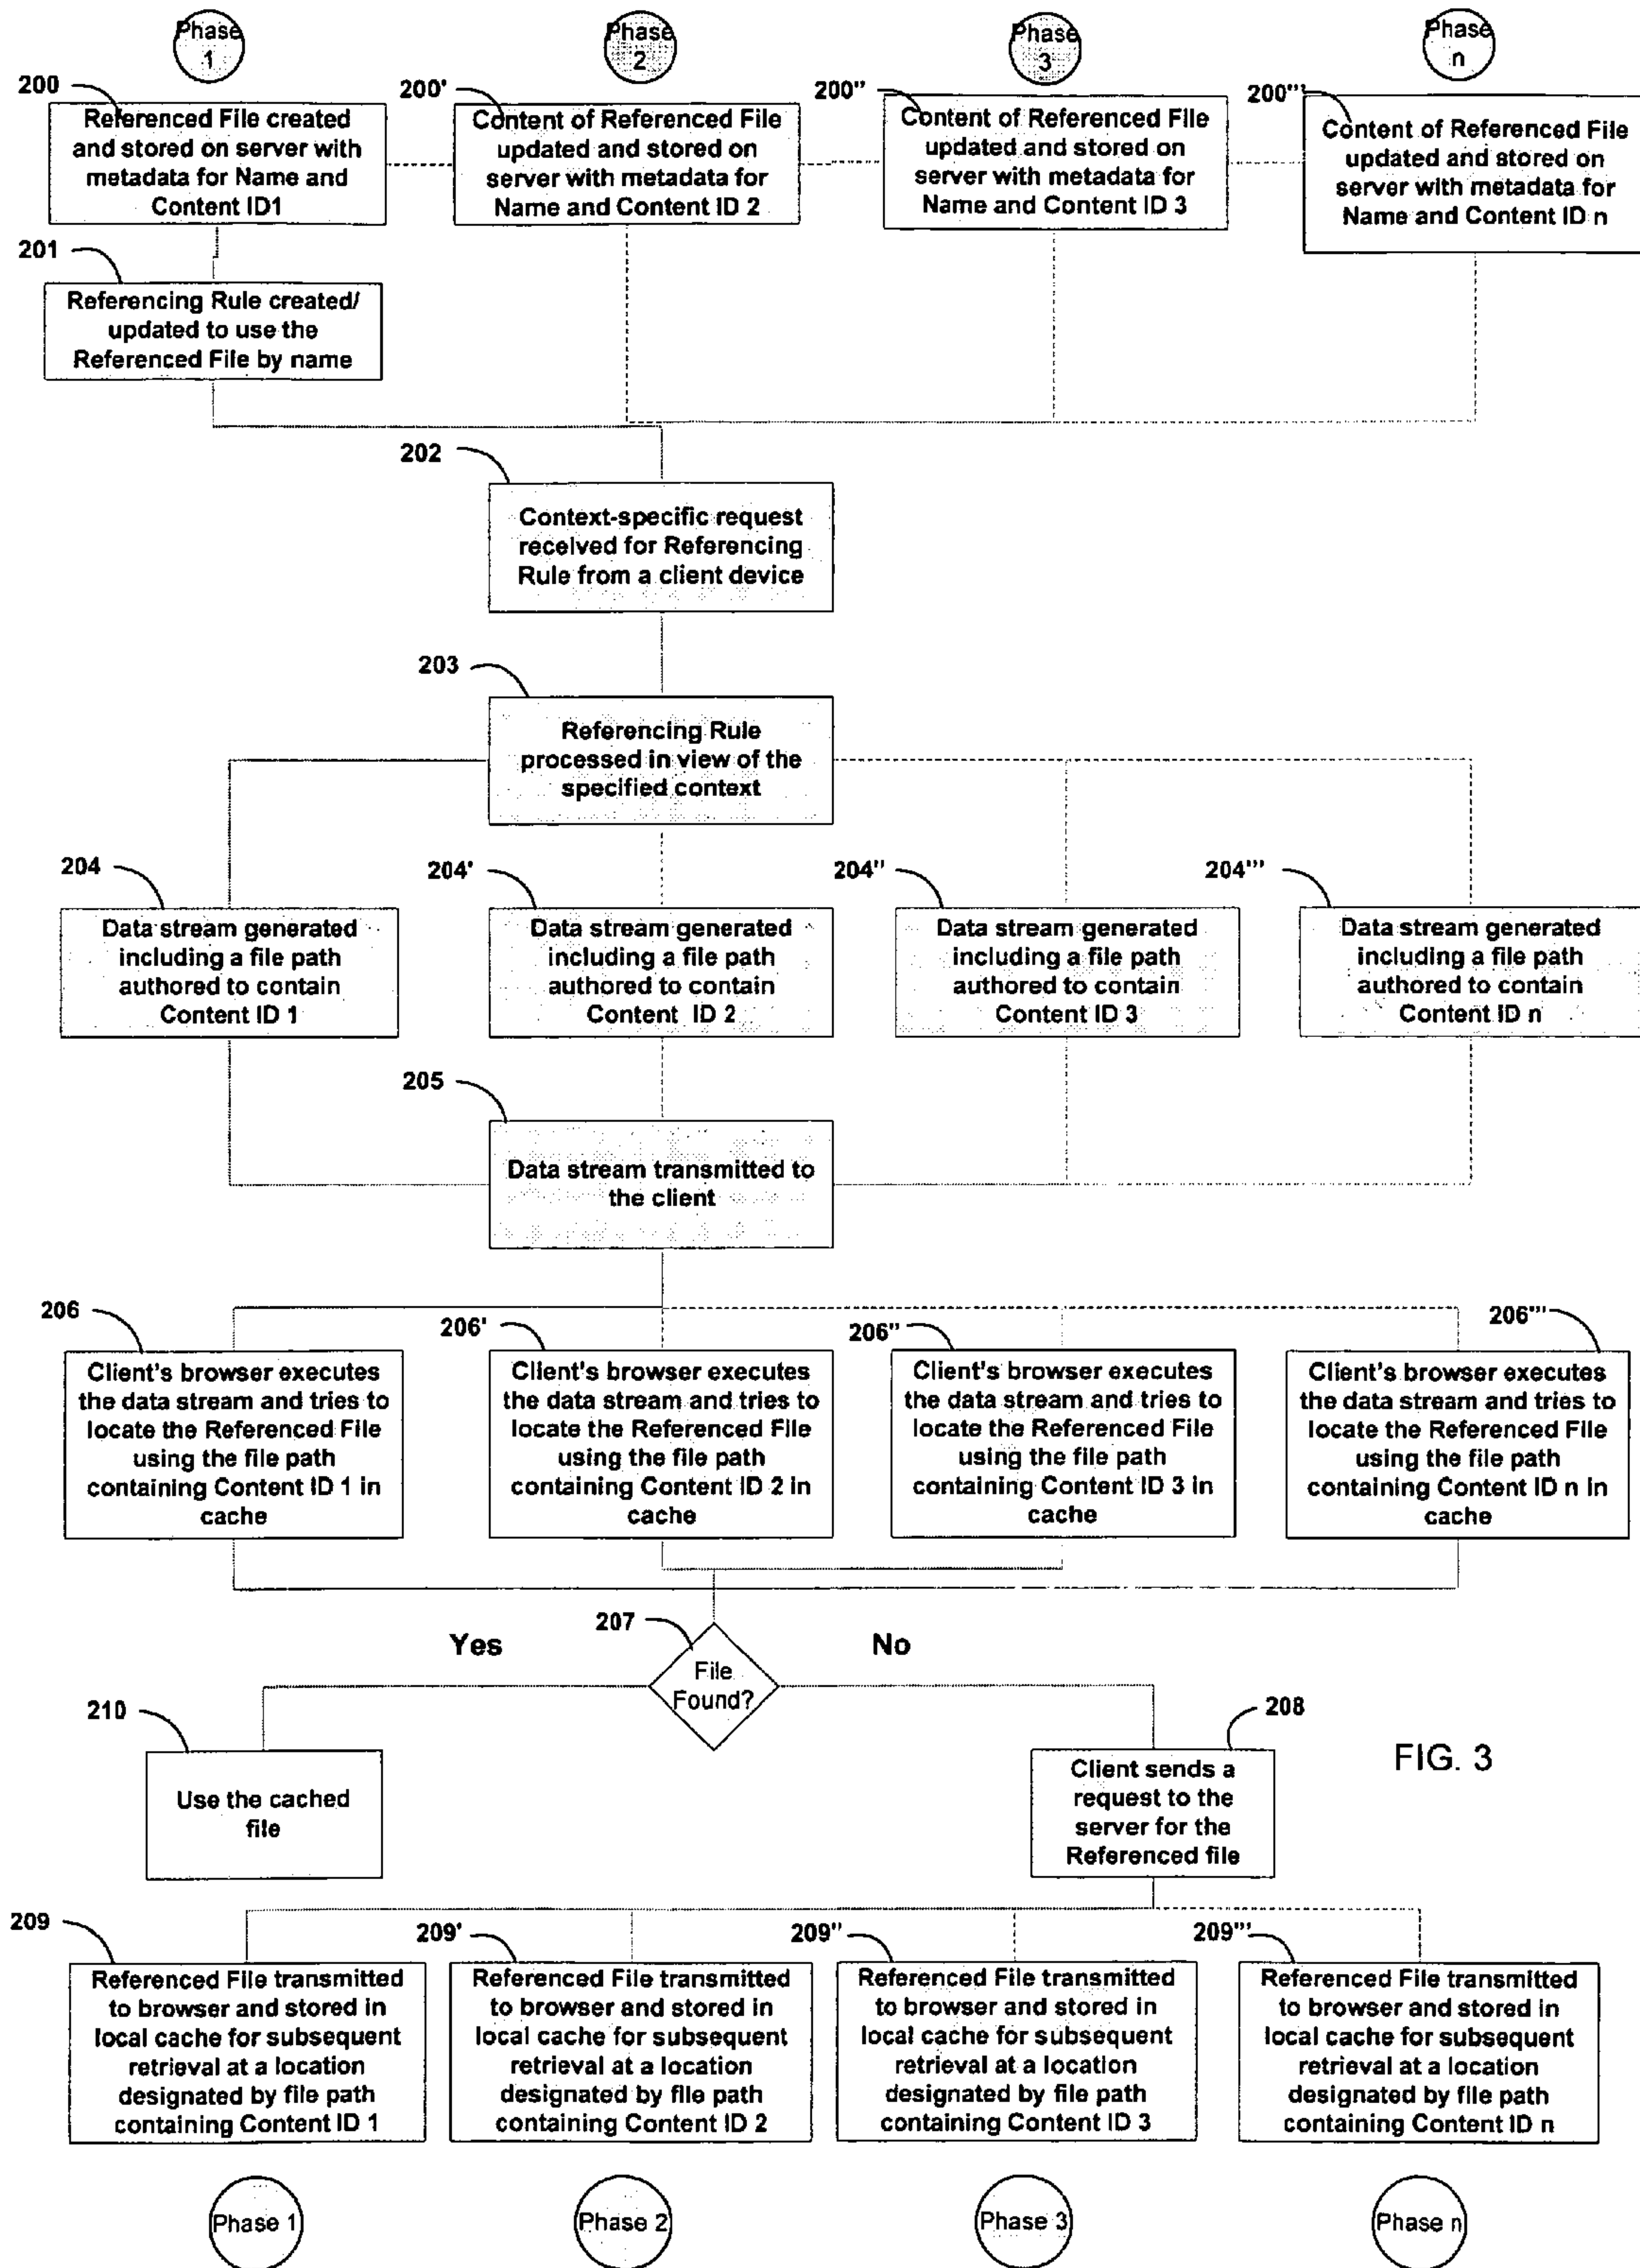 Phase
1
Phase
2
Phase
3
Phase
n
200
Referenced File created
and stored on server with
metadata for Name and
Content ID1
200'
Content of Referenced File
updated and stored on
server with metadata for
Name and Content ID 2
200"
Content of Referenced File
updated and stored on
server with metadata for
Name and Content ID 3
200"'
Content of Referenced File
updated and stored on
server with metadata for
Name and Content ID n
201
Referencing Rule created/
updated to use the
Referenced File by name
202
Context-specific request
received for Referencing
Rule from a client device
203
Referencing Rule
processed in view of the
specified context
204
Data stream generated
including a file path
authored to contain
Content ID 1
204'
Data stream generated
including a file path
authored to contain
Content ID 2
204"
Data stream generated
including a file path
authored to contain
Content ID 3
204"'
Data stream generated
including a file path
authored to contain
Content ID n
205
Data stream transmitted to
the client
206
Client's browser executes
the data stream and tries to
locate the Referenced File
using the file path
containing Content ID 1 in
cache
206'
Client's browser executes
the data stream and tries to
locate the Referenced File
using the file path
containing Content ID 2 in
cache
206"
Client's browser executes
the data stream and tries to
locate the Referenced File
using the file path
containing Content ID 3 in
cache
206"'
Client's browser executes
the data stream and tries to
locate the Referenced File
using the file path
containing Content ID n in
cache
207
Yes
No
File
Found?
210
Use the cached
file
208
Client sends a
request to the
server for the
Referenced file
FIG. 3
209
Referenced File transmitted
to browser and stored in
local cache for subsequent
retrieval at a location
designated by file path
containing Content ID 1
209'
Referenced File transmitted
to browser and stored in
local cache for subsequent
retrieval at a location
designated by file path
containing Content ID 2
209"
Referenced File transmitted
to browser and stored in
local cache for subsequent
retrieval at a location
designated by file path
containing Content ID 3
209"'
Referenced File transmitted
to browser and stored in
local cache for subsequent
retrieval at a location
designated by file path
containing Content ID n
Phase 1
Phase 2
Phase 3
Phase n